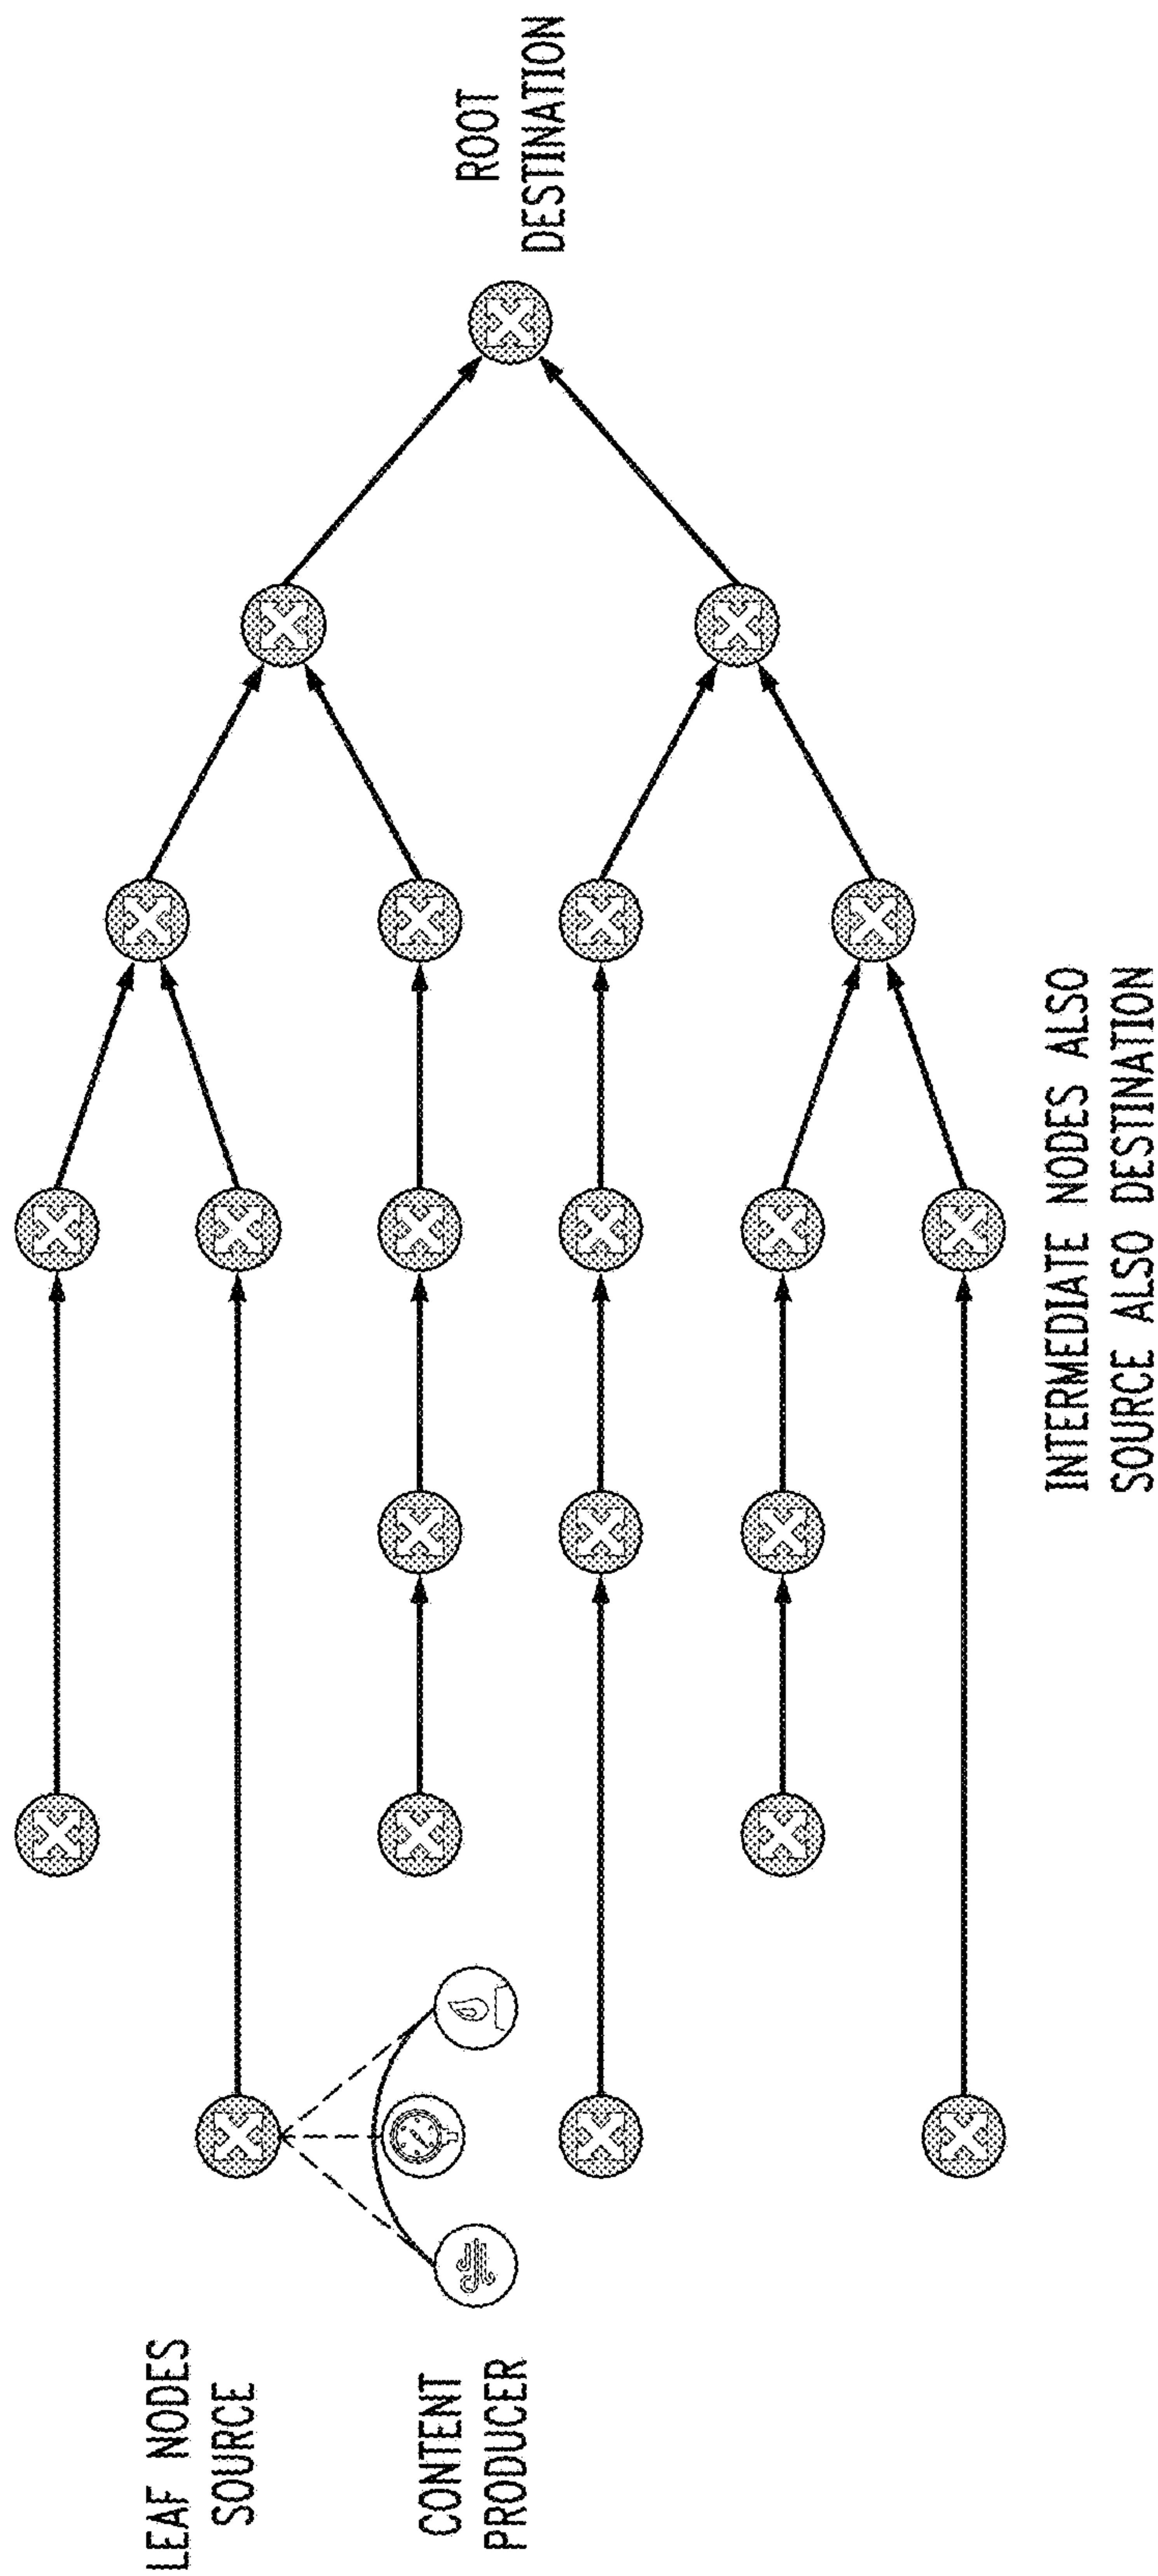 LEAF NODES
SOURCE
CONTENT
PRODUCER
INTERMEDIATE NODES ALSO
SOURCE ALSO DESTINATION
ROOT
DESTINATION